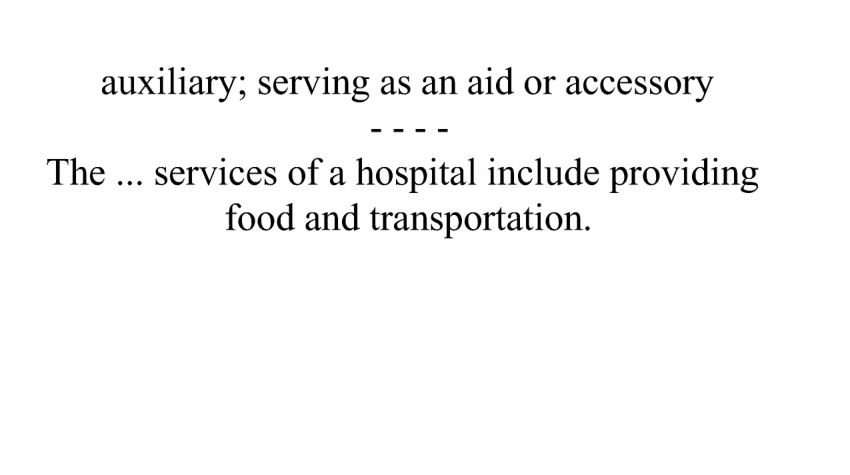 auxiliary; serving as an aid or accessory
- - - -
The ... services of a hospital include providing
food and transportation.